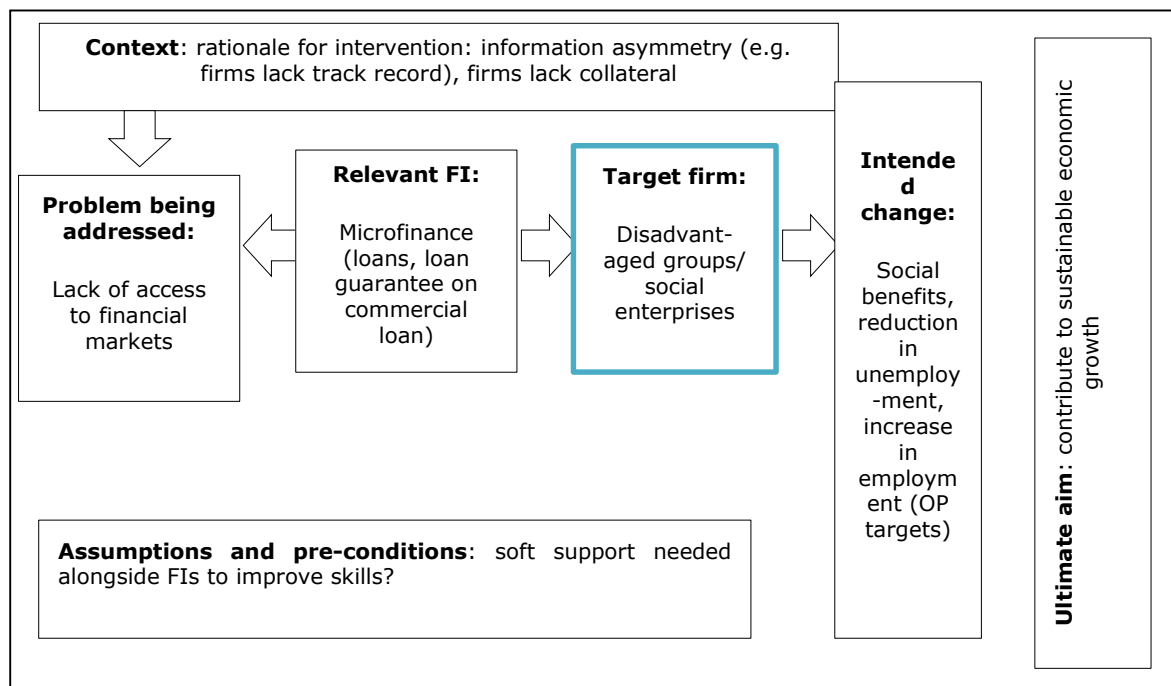 Context: rationale for intervention: information asymmetry (e.g.
firms lack track record), firms lack collateral
Problem being
addressed:
Lack of access
to financial
markets
Relevant FI:
Microfinance
(loans, loan
guarantee on
commercial
loan)
Target firm:
Disadvant-
aged groups/
social
enterprises
Intende
d
change:
Social
benefits,
reduction
in
unemploy
-ment,
increase
in
employm
ent (OP
targets)
Ultimate aim: contribute to sustainable economic
growth
Assumptions and pre-conditions: soft support needed
alongside FIs to improve skills?